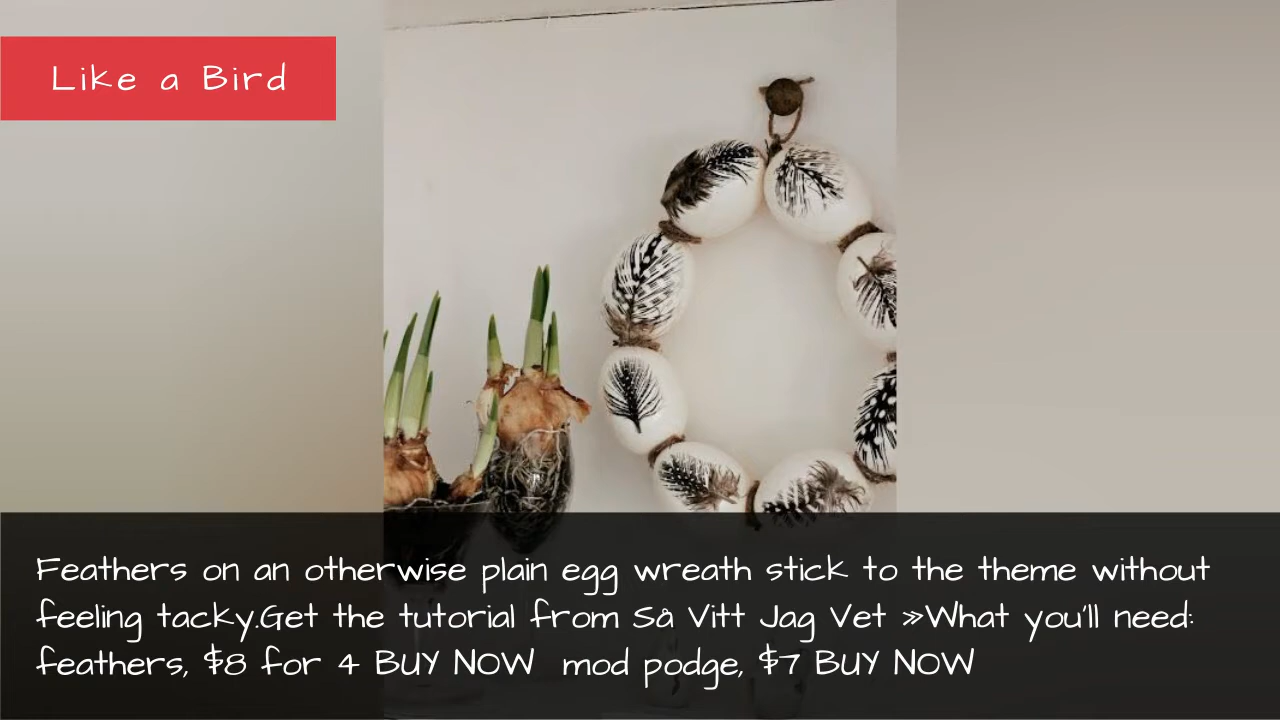 Like a Bird
Feathers on an otherwise plain egg wreath stick to the theme without
feeling tacky.Get the tutorial from Så Vitt Jag Vet »What you'll need:
feathers, $8 for 4 BUY NOW  mod podge, $7 BUY NOW